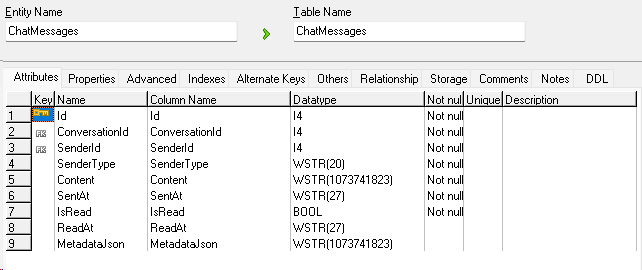 Entity Name Table Name
ChatMessages ChatMessages
Attributes Properties Advanced Indexes Alternate Keys Others Relationship Storage Comments Notes DDL
Key Name Column Name Datatype Not nul Unique Description
1 Id Id I4 Not null
2 FK ConversationId ConversationId I4 Not null
3 FK SenderId SenderId I4 Not null
4 SenderType SenderType WSTR(20) Not null
5 Content Content WSTR(1073741823) Not null
6 SentAt SentAt WSTR(27) Not null
7 IsRead IsRead BOOL Not null
8 ReadAt ReadAt WSTR(27)
9 MetadataJson MetadataJson WSTR(1073741823)